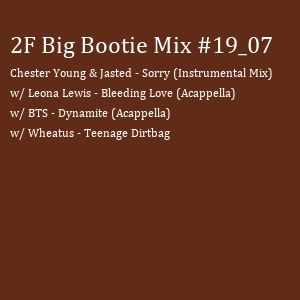 2F Big Bootie Mix #19_07
Chester Young & Jasted - Sorry (Instrumental Mix)
w/ Leona Lewis - Bleeding Love (Acappella)
w/ BTS - Dynamite (Acappella)
w/ Wheatus - Teenage Dirtbag